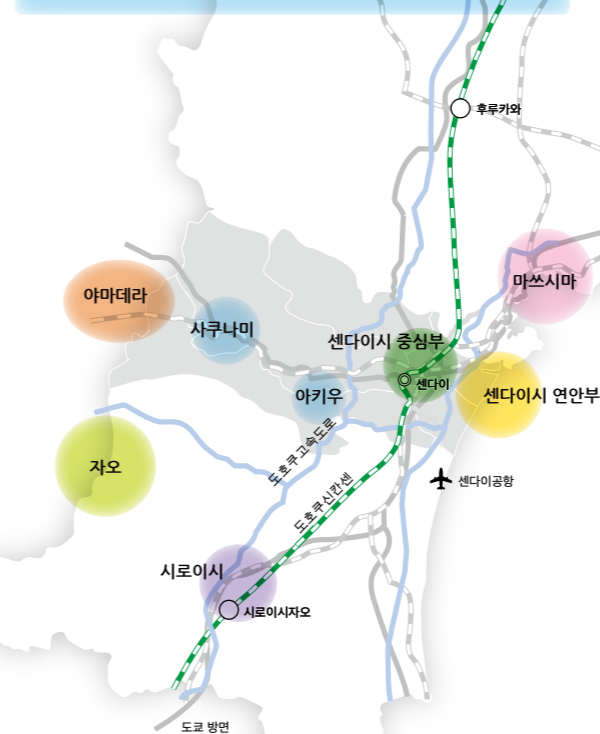 후루카와
마쓰시마
야마데라
사쿠나미
센다이시 중심부
센다이
아키우
센다이시 연안부
도호쿠고속도로
자오
센다이공항
도호쿠신칸센
시로이시
시로이시자오
도쿄 방면